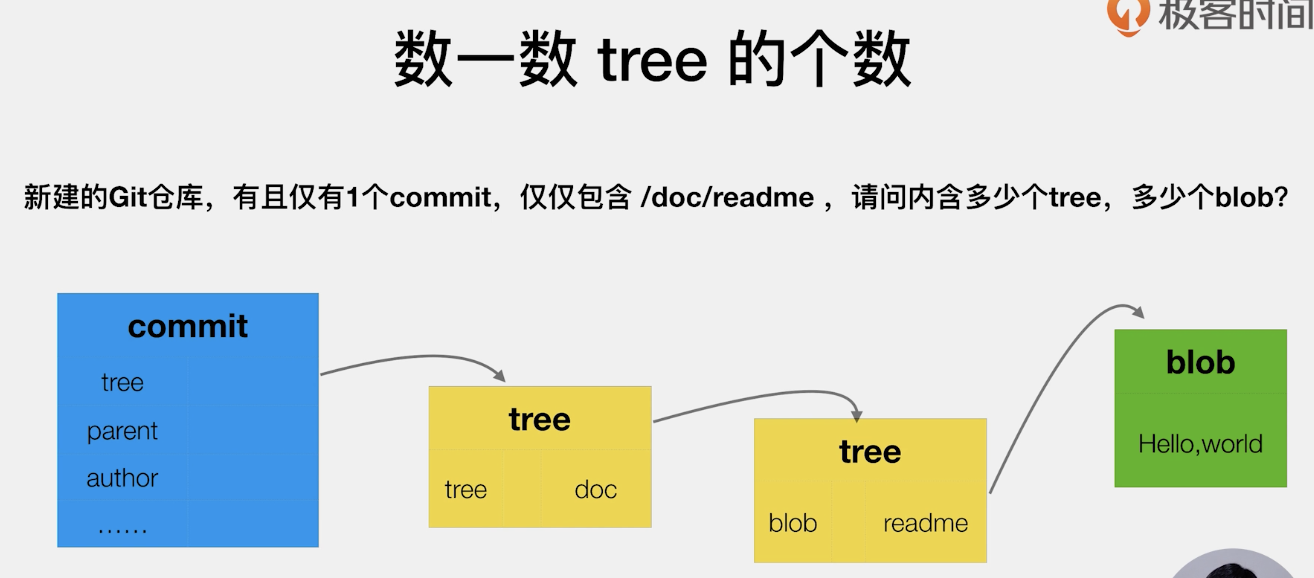 极客时间
数一数 tree 的个数
新建的Git仓库，有且仅有1个commit，仅仅包含 /doc/readme ，请问内含多少个tree，多少个blob?
commit
tree
parent
author
……
tree
tree doc
tree
blob readme
blob
Hello,world